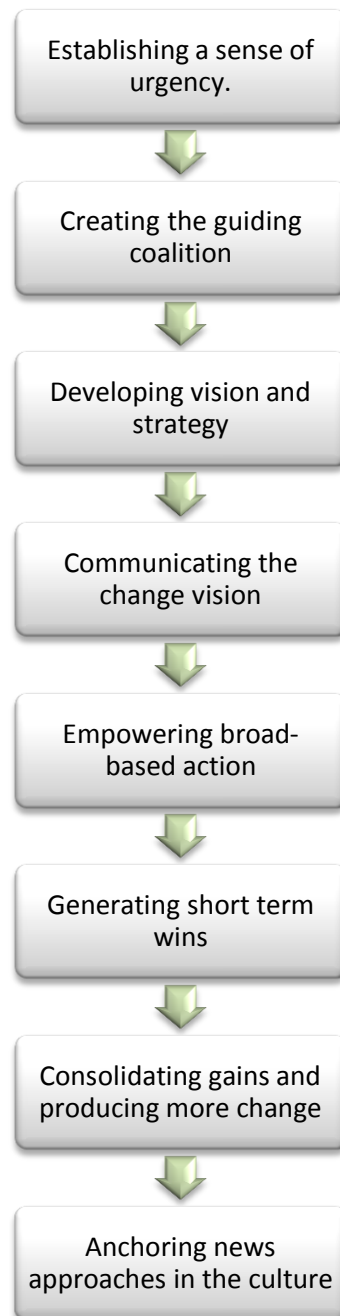 Establishing a sense of
urgency.
Creating the guiding
coalition
Developing vision and
strategy
Communicating the
change vision
Empowering broad-
based action
Generating short term
wins
Consolidating gains and
producing more change
Anchoring news
approaches in the culture